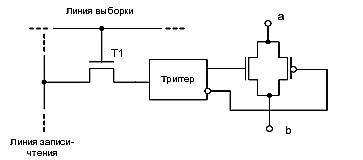 Линия выборки
a
T1
Триггер
b
Линия записи-
чтения